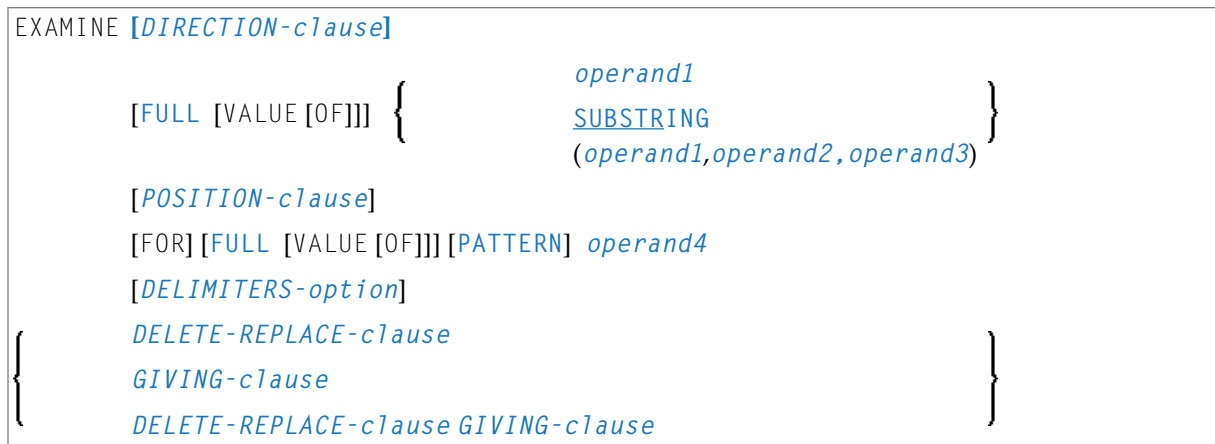 EXAMINE [DIRECTION-clause]
operand1
[FULL [VALUE [OF]]] { SUBSTRING }
(operand1,operand2,operand3)
[POSITION-clause]
[FOR] [FULL [VALUE [OF]]] [PATTERN] operand4
[DELIMITERS-option]
DELETE-REPLACE-clause
{ GIVING-clause }
DELETE-REPLACE-clause GIVING-clause